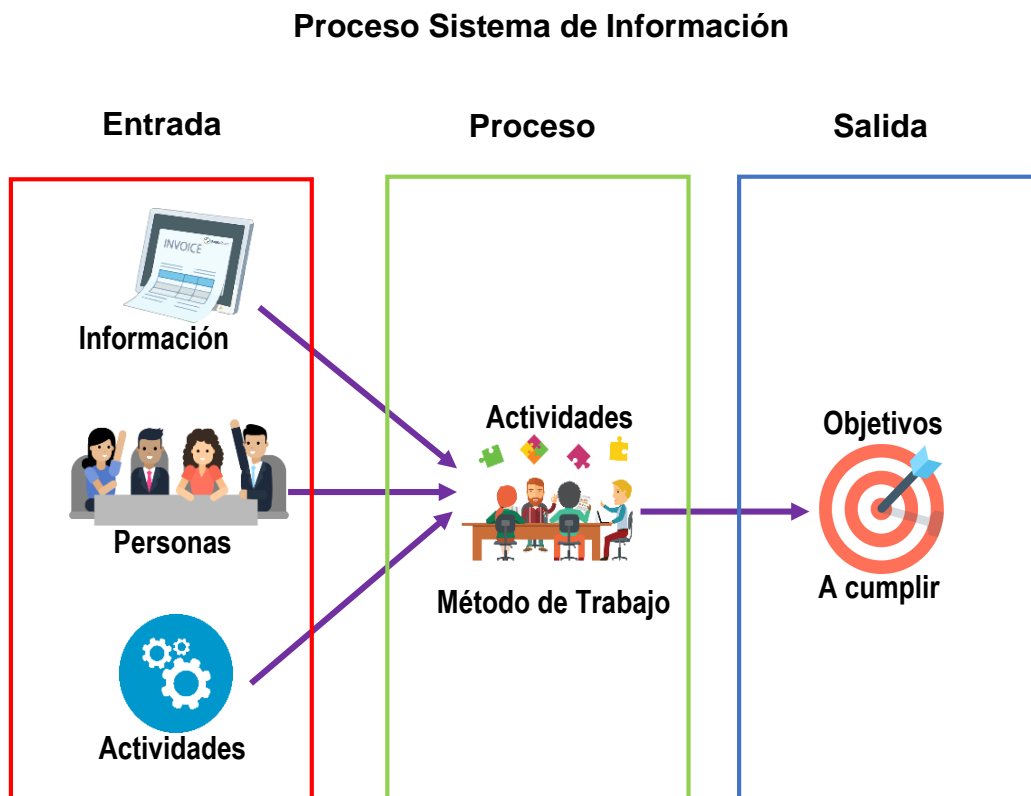 Proceso Sistema de Información
Entrada
Proceso
Salida
INVOICE
Información
Personas
Actividades
Actividades
Método de Trabajo
Objetivos
A cumplir